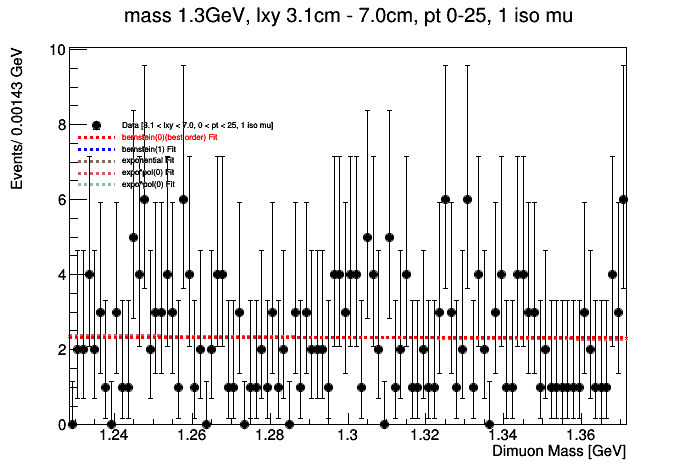 mass 1.3GeV, lxy 3.1cm - 7.0cm, pt 0-25, 1 iso mu
Events/ 0.00143 GeV
10
8
6
4
2
0
Data [3.1 < lxy < 7.0, 0 < pt < 25, 1 iso mu]
bernstein(0)(best order) Fit
bernstein(1) Fit
exponential Fit
expo*pol(0) Fit
expo*pol(0) Fit
1.24 1.26 1.28 1.3 1.32 1.34 1.36
Dimuon Mass [GeV]